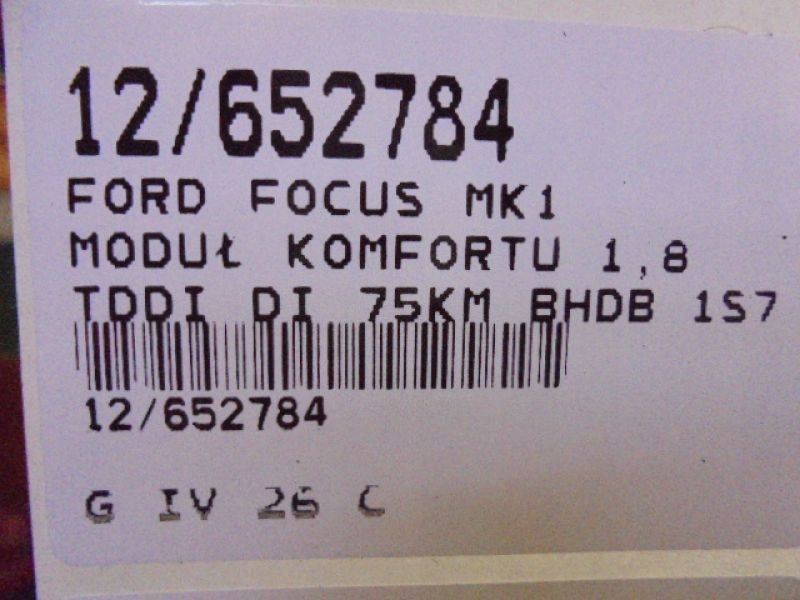 12/652784
FORD FOCUS MK1
MODUŁ KOMFORTU 1,8
TDDI DI 75KM BHDB 1S7
12/652784
G IV 26 C